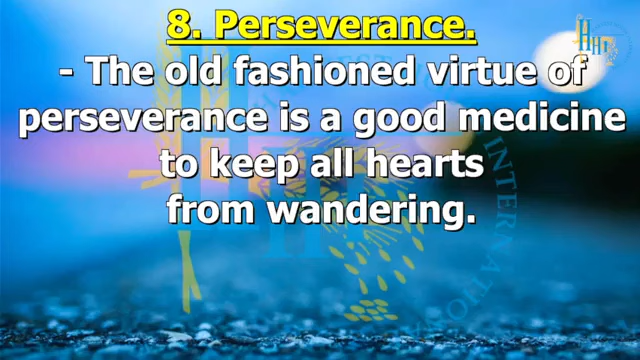 8. Perseverance.
- The old fashioned virtue of
perseverance is a good medicine
to keep all hearts
from wandering.